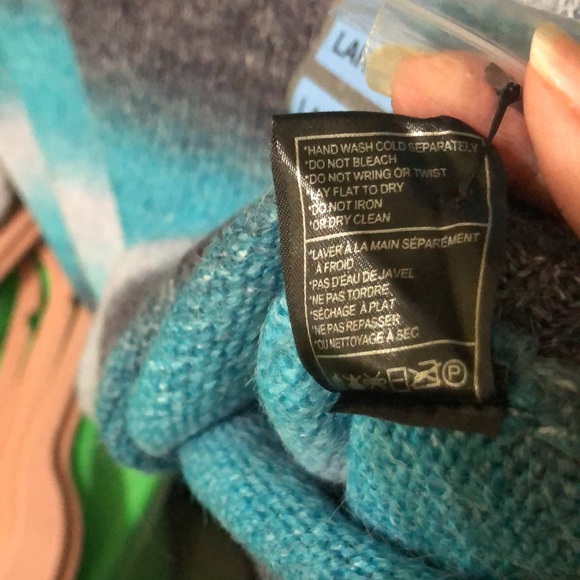 *HAND WASH COLD SEPARATELY
*DO NOT BLEACH
*DO NOT WRING OR TWIST
*LAY FLAT TO DRY
*DO NOT IRON
*OR DRY CLEAN
*LAVER À LA MAIN SÉPARÉMENT
À FROID
*PAS D'EAU DE JAVEL
*NE PAS TORDRE
*SÉCHAGE À PLAT
*NE PAS REPASSER
*OU NETTOYAGE À SEC
P